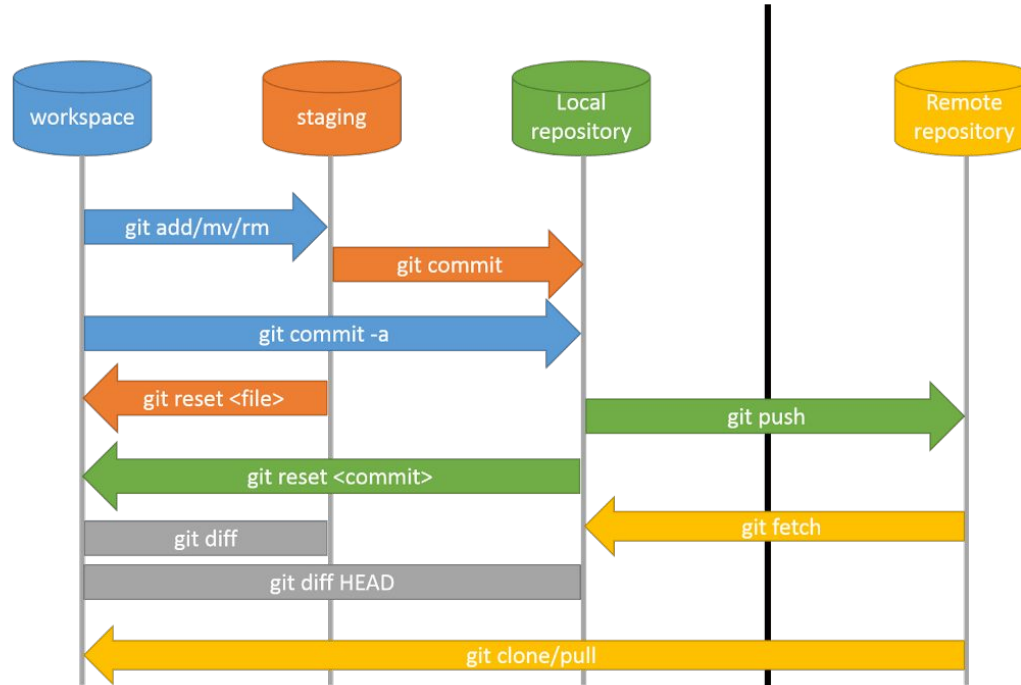 workspace
staging
Local
repository
Remote
repository
git add/mv/rm
git commit
git commit -a
git reset <file>
git push
git reset <commit>
git fetch
git diff
git diff HEAD
git clone/pull